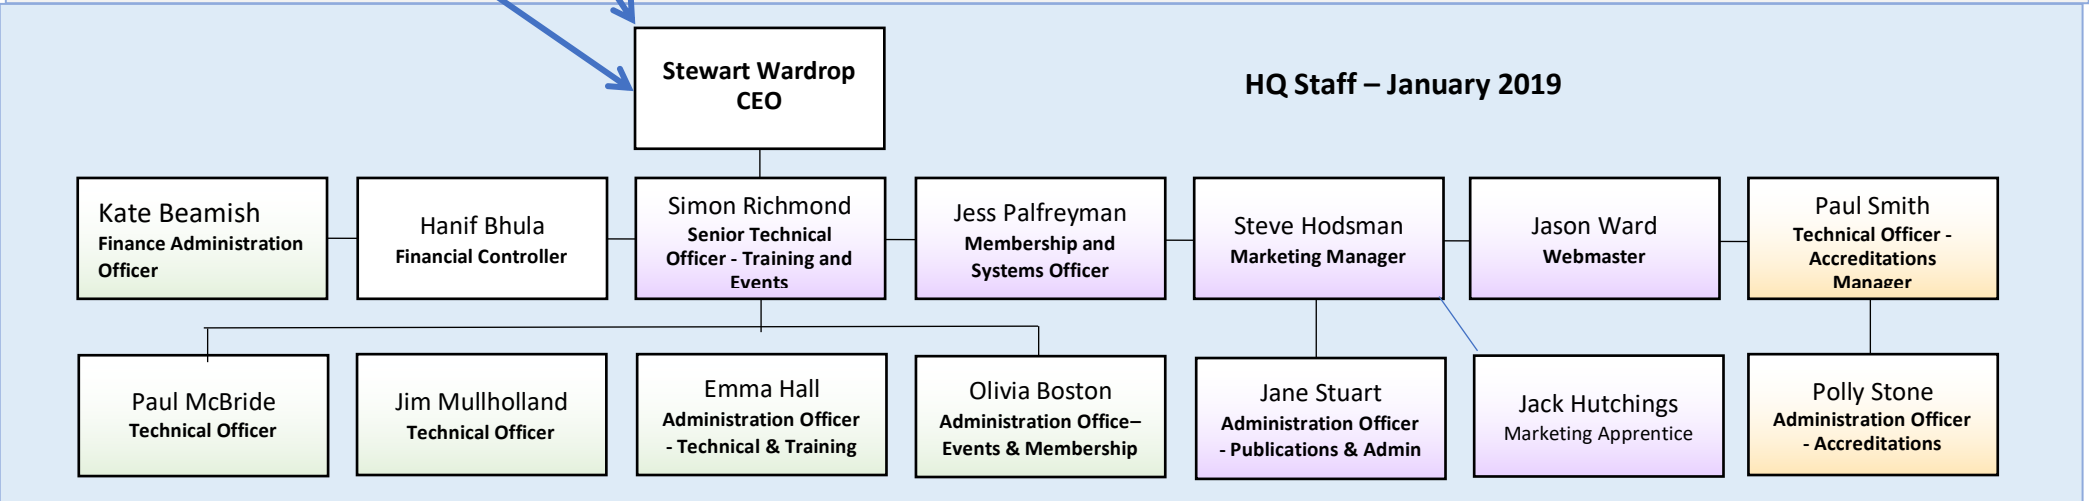 Stewart Wardrop
CEO
HQ Staff – January 2019
Kate Beamish
Finance Administration
Officer
Hanif Bhula
Financial Controller
Simon Richmond
Senior Technical
Officer - Training and
Events
Jess Palfreyman
Membership and
Systems Officer
Steve Hodsman
Marketing Manager
Jason Ward
Webmaster
Paul Smith
Technical Officer -
Accreditations
Manager
Paul McBride
Technical Officer
Jim Mullholland
Technical Officer
Emma Hall
Administration Officer
- Technical & Training
Olivia Boston
Administration Office–
Events & Membership
Jane Stuart
Administration Officer
- Publications & Admin
Jack Hutchings
Marketing Apprentice
Polly Stone
Administration Officer
- Accreditations